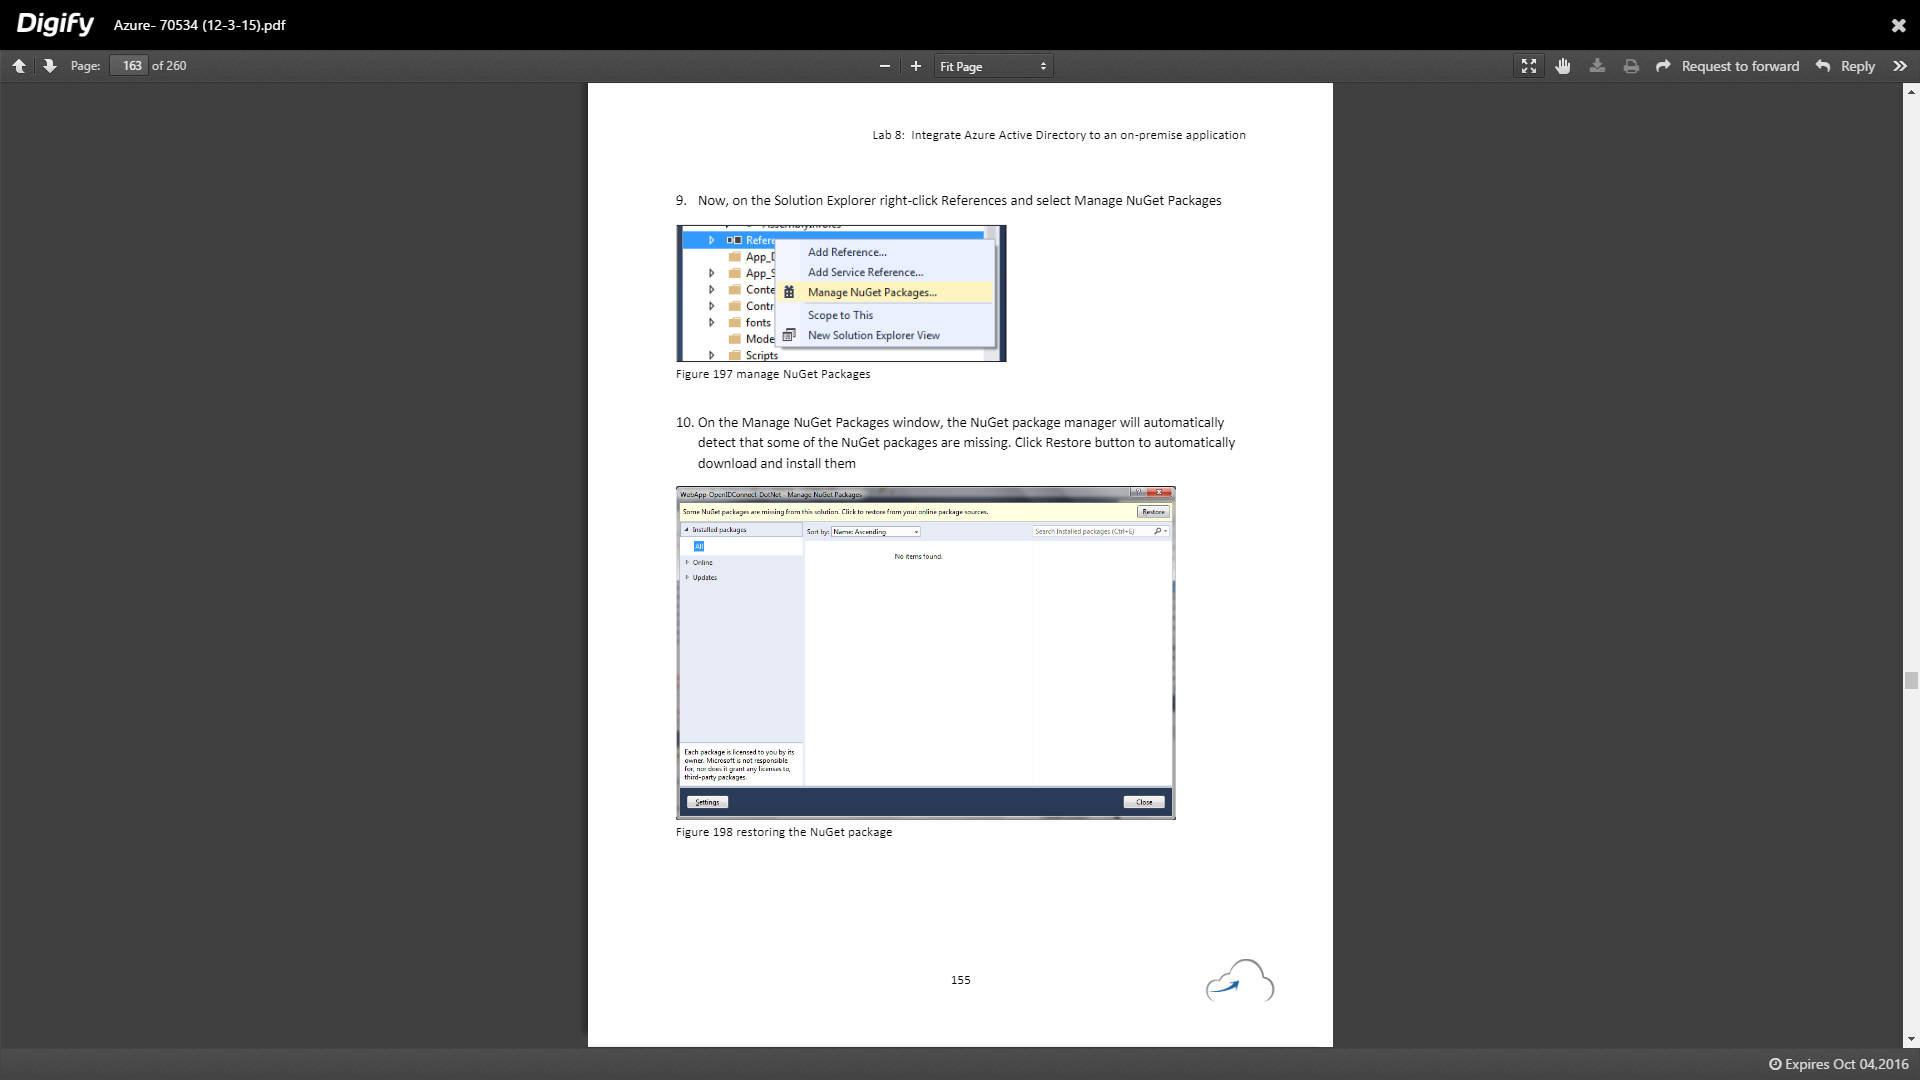 Digify Azure- 70534 (12-3-15).pdf
Page: 163 of 260 Fit Page Request to forward Reply
Lab 8: Integrate Azure Active Directory to an on-premise application
9. Now, on the Solution Explorer right-click References and select Manage NuGet Packages
Refere
App_D
App_S
Conte
Contr
fonts
Mode
Scripts
Add Reference...
Add Service Reference...
Manage NuGet Packages...
Scope to This
New Solution Explorer View
Figure 197 manage NuGet Packages
10. On the Manage NuGet Packages window, the NuGet package manager will automatically
detect that some of the NuGet packages are missing. Click Restore button to automatically
download and install them
WebApp-OpenIDConnect-DotNet - Manage NuGet Packages
Some NuGet packages are missing from this solution. Click to restore from your online package sources. Restore
Installed packages Sort by: Name: Ascending Search Installed packages (Ctrl+E)
All
No items found.
Online
Updates
Each package is licensed to you by its
owner. Microsoft is not responsible
for, nor does it grant any licenses to,
third-party packages.
Settings Close
Figure 198 restoring the NuGet package
155
Expires Oct 04,2016